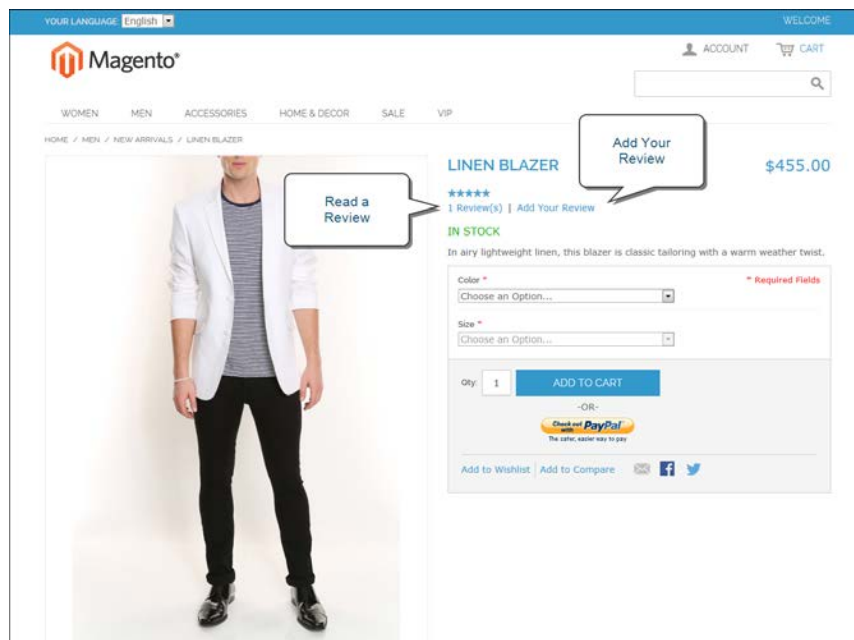 YOUR LANGUAGE: English
WELCOME
Magento®
ACCOUNT
CART
WOMEN MEN ACCESSORIES HOME & DECOR SALE VIP
HOME / MEN / NEW ARRIVALS / LINEN BLAZER
Add Your
Review
LINEN BLAZER
$455.00
Read a
Review
1 Review(s) | Add Your Review
IN STOCK
In airy lightweight linen, this blazer is classic tailoring with a warm weather twist.
Color *
* Required Fields
Choose an Option...
Size *
Choose an Option...
Qty: 1 ADD TO CART
-OR-
Check out with PayPal
The safer, easier way to pay
Add to Wishlist | Add to Compare